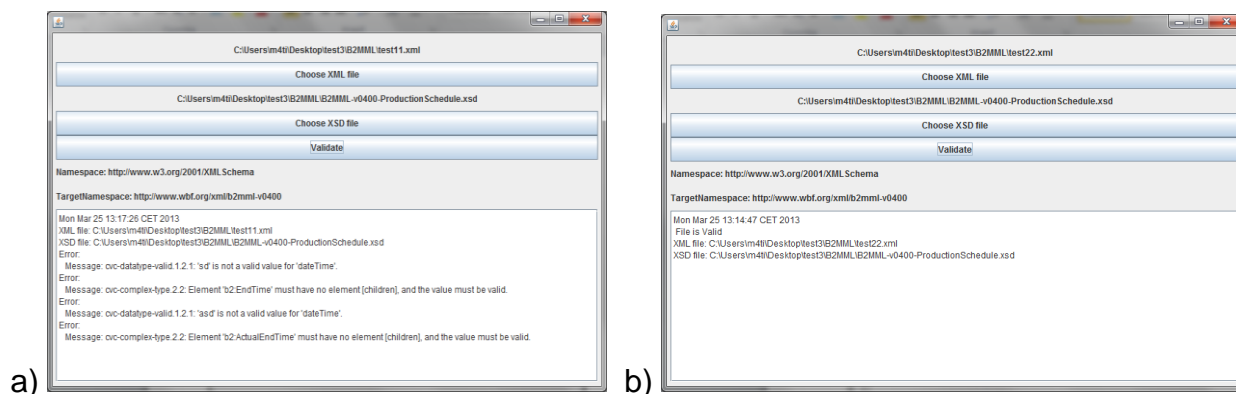 C:\Users\m4ti\Desktop\test3\B2MML\test11.xml
Choose XML file
C:\Users\m4ti\Desktop\test3\B2MML\B2MML-v0400-ProductionSchedule.xsd
Choose XSD file
Validate
Namespace: http://www.w3.org/2001/XMLSchema
TargetNamespace: http://www.wbf.org/xml/b2mml-v0400
Mon Mar 25 13:17:26 CET 2013
XML file: C:\Users\m4ti\Desktop\test3\B2MML\test11.xml
XSD file: C:\Users\m4ti\Desktop\test3\B2MML\B2MML-v0400-ProductionSchedule.xsd
Error:
Message: cvc-datatype-valid.1.2.1: 'sd' is not a valid value for 'dateTime'.
Error:
Message: cvc-complex-type.2.2: Element 'b2:EndTime' must have no element [children], and the value must be valid.
Error:
Message: cvc-datatype-valid.1.2.1: 'asd' is not a valid value for 'dateTime'.
Error:
Message: cvc-complex-type.2.2: Element 'b2:ActualEndTime' must have no element [children], and the value must be valid.
a)
C:\Users\m4ti\Desktop\test3\B2MML\test22.xml
Choose XML file
C:\Users\m4ti\Desktop\test3\B2MML\B2MML-v0400-ProductionSchedule.xsd
Choose XSD file
Validate
Namespace: http://www.w3.org/2001/XMLSchema
TargetNamespace: http://www.wbf.org/xml/b2mml-v0400
Mon Mar 25 13:14:47 CET 2013
File is Valid
XML file: C:\Users\m4ti\Desktop\test3\B2MML\test22.xml
XSD file: C:\Users\m4ti\Desktop\test3\B2MML\B2MML-v0400-ProductionSchedule.xsd
b)